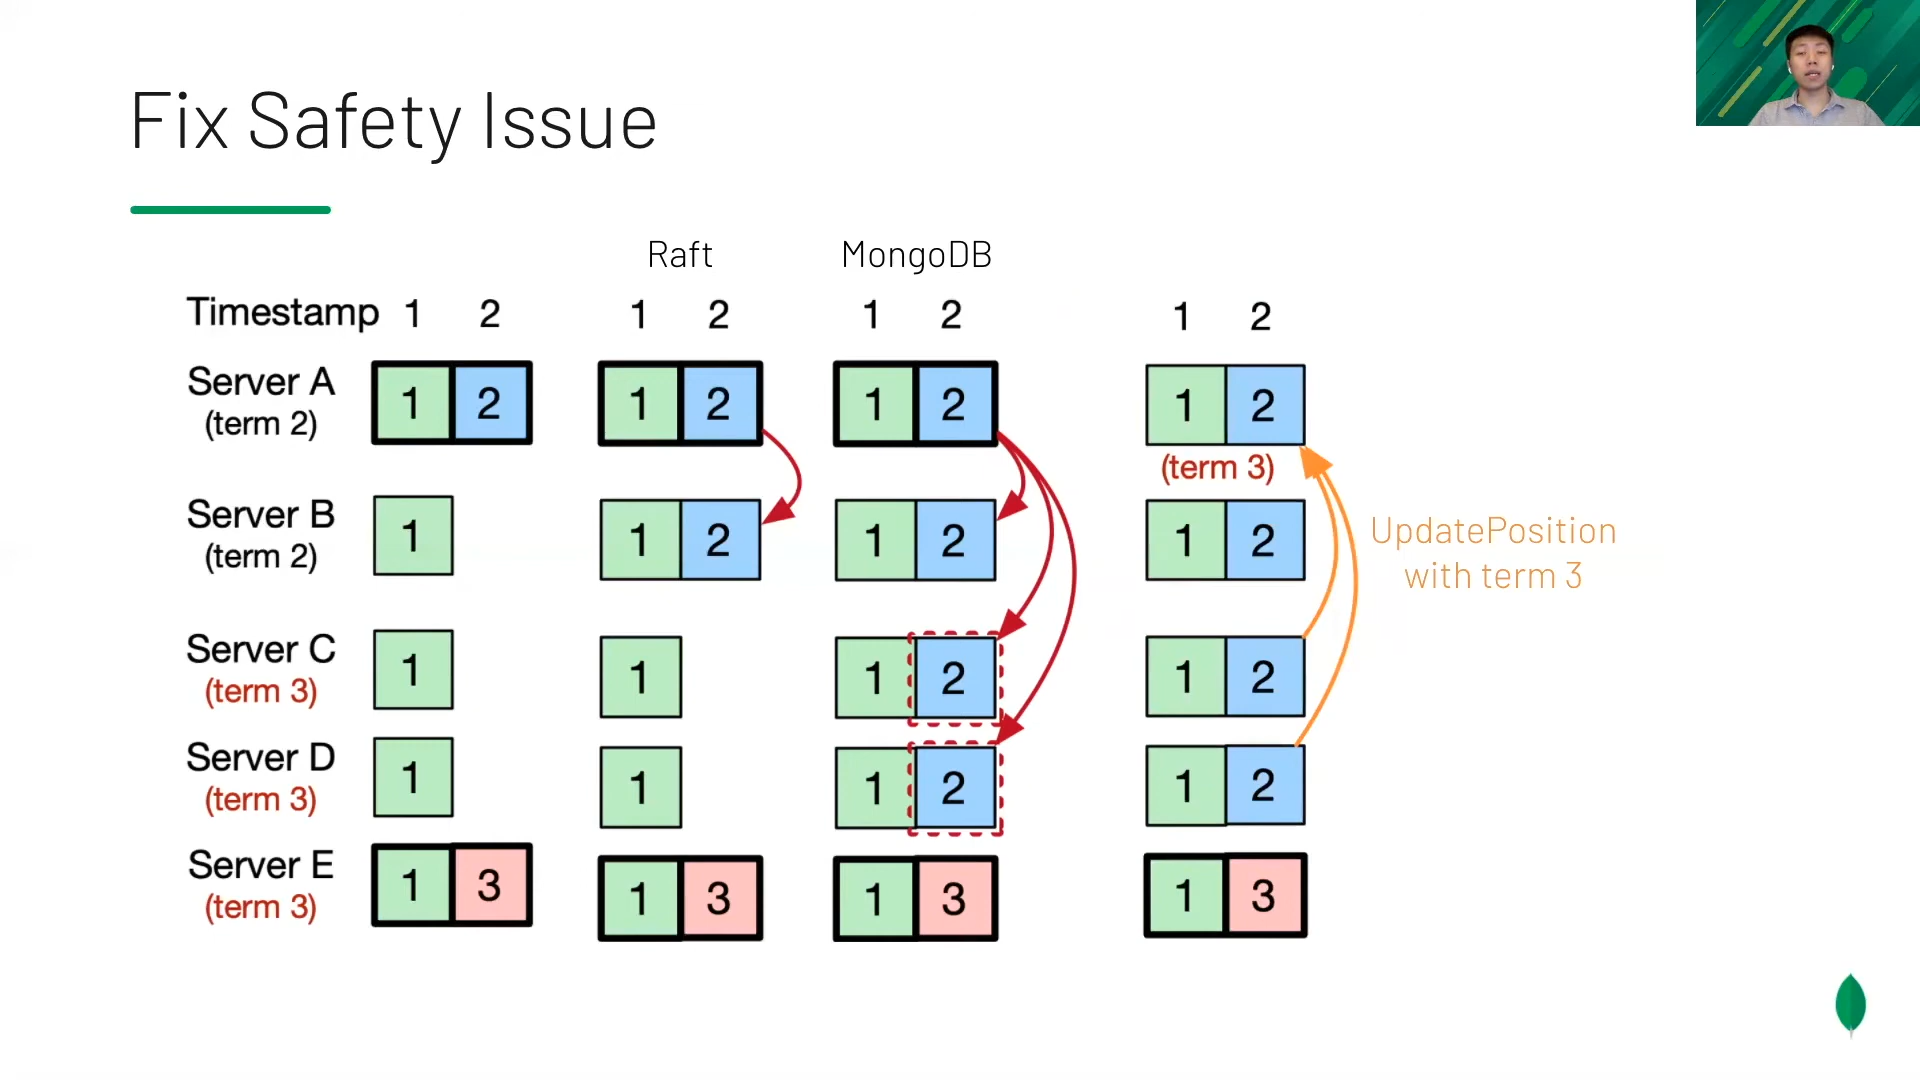 Fix Safety Issue
Raft MongoDB
Timestamp 1 2 1 2 1 2 1 2
Server A 1 2 1 2 1 2 1 2
(term 2)
(term 3)
Server B 1 1 2 1 2 1 2
(term 2)
UpdatePosition
with term 3
Server C 1 1 1 2 1 2
(term 3)
Server D 1 1 1 2 1 2
(term 3)
Server E 1 3 1 3 1 3 1 3
(term 3)